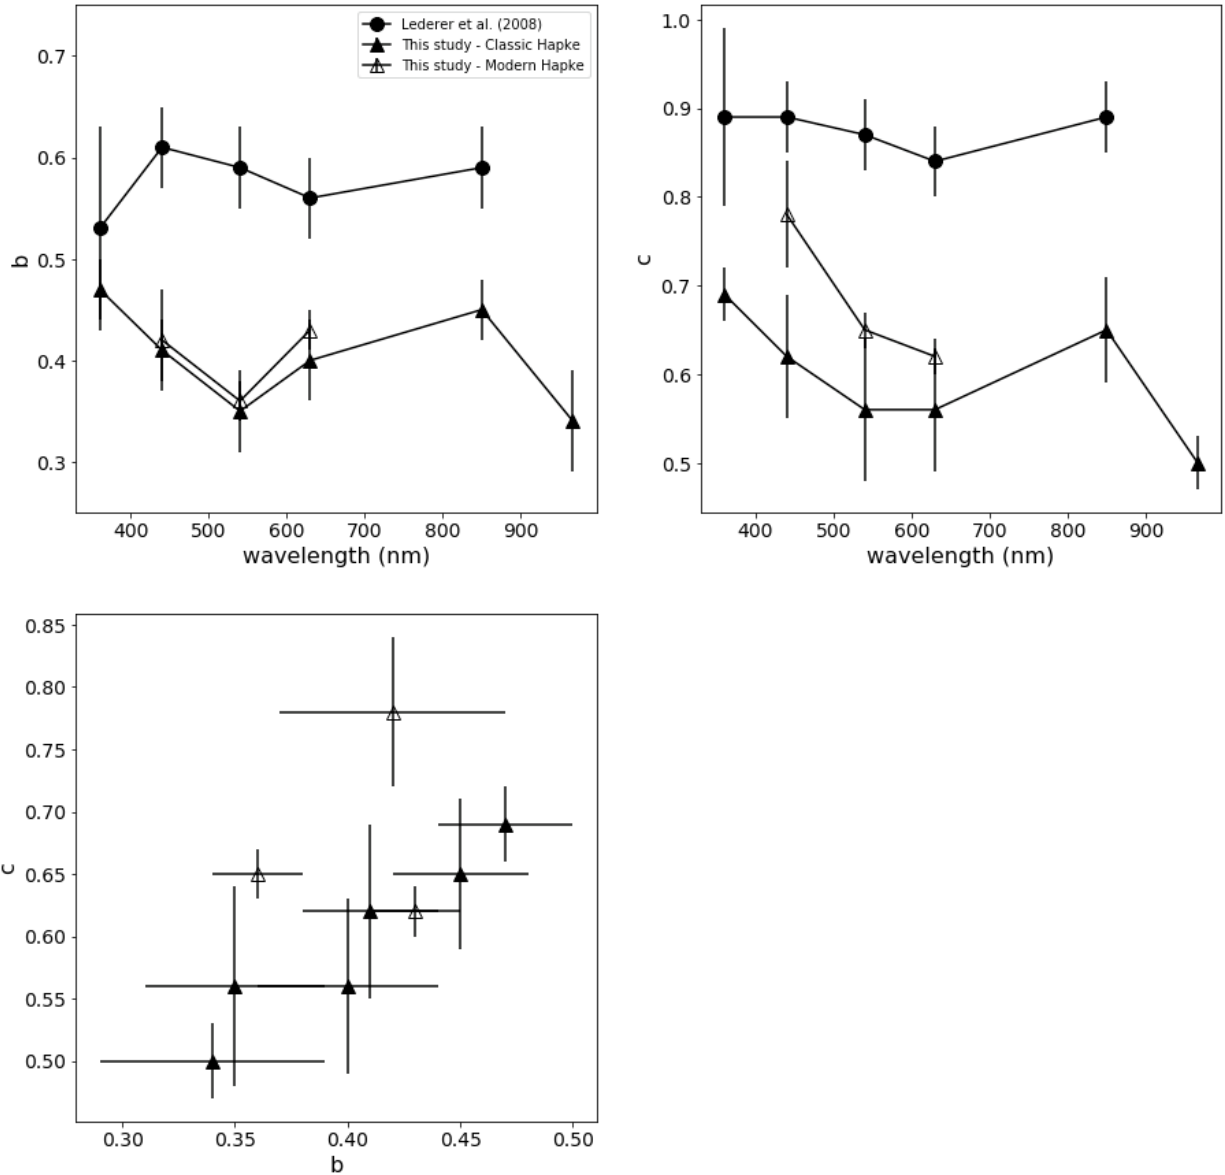 Lederer et al. (2008)
This study - Classic Hapke
This study - Modern Hapke
0.7
0.6
0.5
0.4
0.3
b
400 500 600 700 800 900
wavelength (nm)
1.0
0.9
0.8
0.7
0.6
0.5
c
400 500 600 700 800 900
wavelength (nm)
0.85
0.80
0.75
0.70
0.65
0.60
0.55
0.50
c
0.30 0.35 0.40 0.45 0.50
b